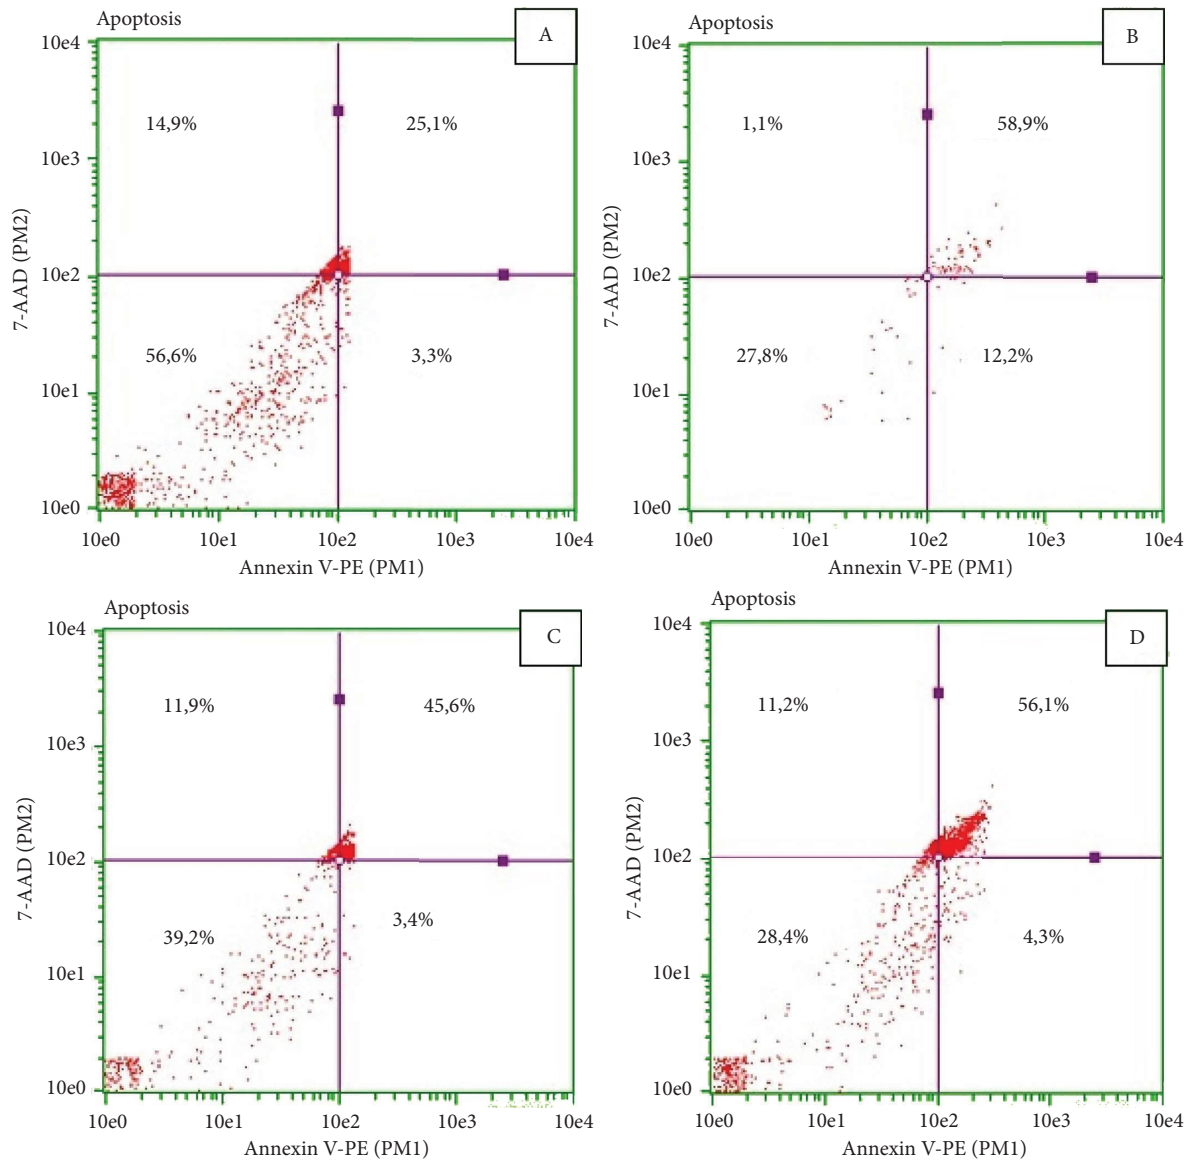 Apoptosis
A
10e4
14,9%
25,1%
10e3
7-AAD (PM2)
10e2
56,6%
3,3%
10e1
10e0
10e0 10e1 10e2 10e3 10e4
Annexin V-PE (PM1)
Apoptosis
B
10e4
1,1%
58,9%
10e3
7-AAD (PM2)
10e2
27,8%
12,2%
10e1
10e0
10e0 10e1 10e2 10e3 10e4
Annexin V-PE (PM1)
Apoptosis
C
10e4
11,9%
45,6%
10e3
7-AAD (PM2)
10e2
39,2%
3,4%
10e1
10e0
10e0 10e1 10e2 10e3 10e4
Annexin V-PE (PM1)
Apoptosis
D
10e4
11,2%
56,1%
10e3
7-AAD (PM2)
10e2
28,4%
4,3%
10e1
10e0
10e0 10e1 10e2 10e3 10e4
Annexin V-PE (PM1)